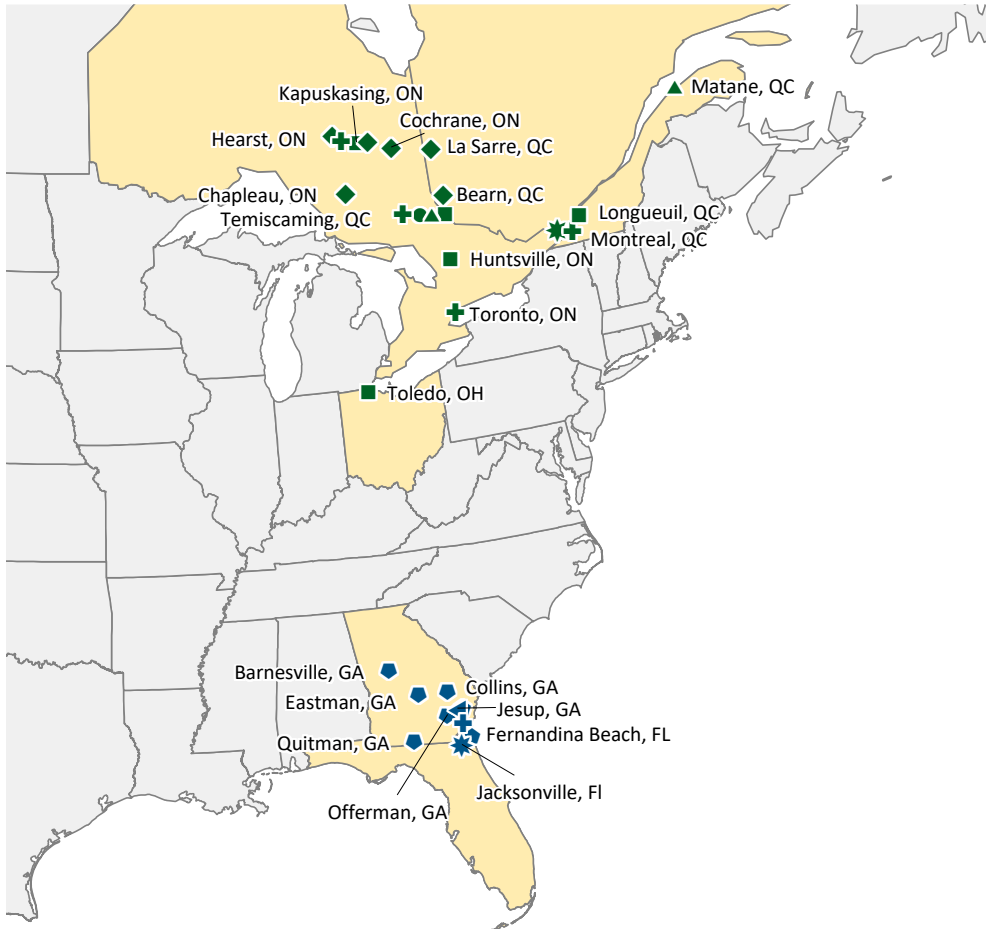 Matane, QC
Kapuskasing, ON
Cochrane, ON
Hearst, ON
La Sarre, QC
Chapleau, ON
Bearn, QC
Temiscaming, QC
Longueuil, QC
Montreal, QC
Huntsville, ON
Toronto, ON
Toledo, OH
Barnesville, GA
Collins, GA
Eastman, GA
Jesup, GA
Fernandina Beach, FL
Quitman, GA
Jacksonville, Fl
Offerman, GA